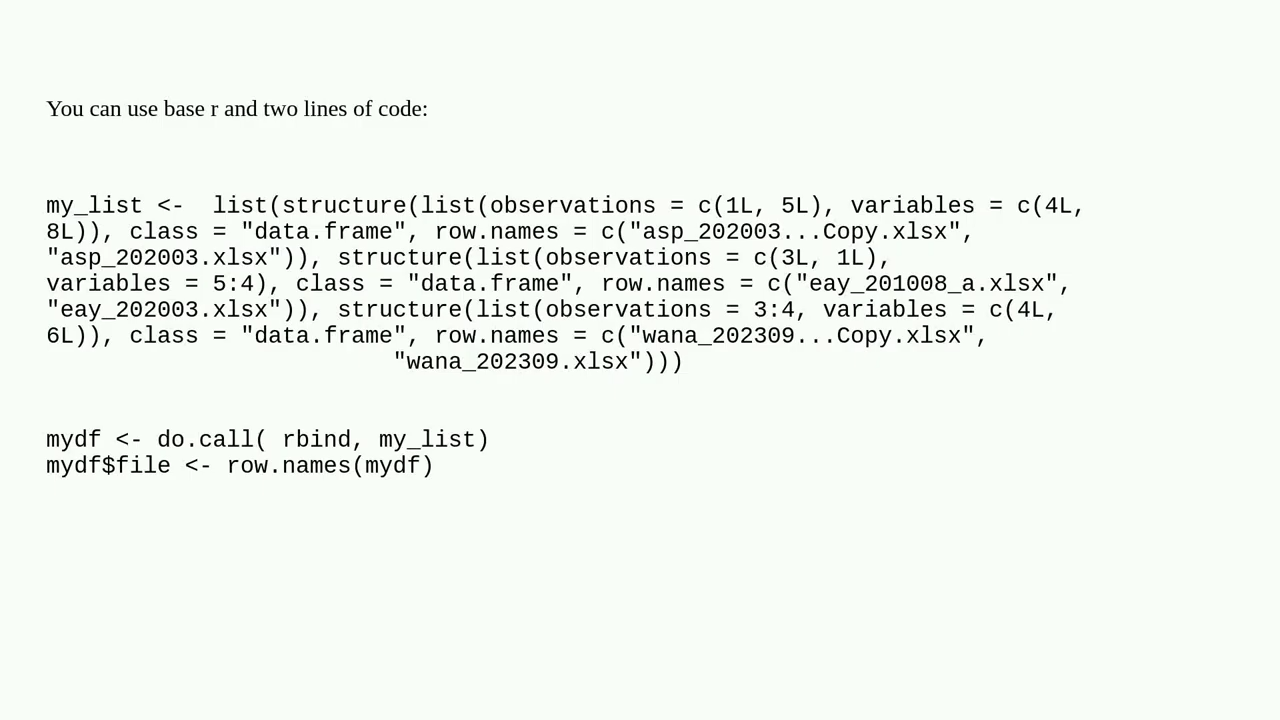 You can use base r and two lines of code:
my_list <-  list(structure(list(observations = c(1L, 5L), variables = c(4L,
8L)), class = "data.frame", row.names = c("asp_202003...Copy.xlsx",
"asp_202003.xlsx")), structure(list(observations = c(3L, 1L),
variables = 5:4), class = "data.frame", row.names = c("eay_201008_a.xlsx",
"eay_202003.xlsx")), structure(list(observations = 3:4, variables = c(4L,
6L)), class = "data.frame", row.names = c("wana_202309...Copy.xlsx",
                         "wana_202309.xlsx")))
mydf <- do.call( rbind, my_list)
mydf$file <- row.names(mydf)